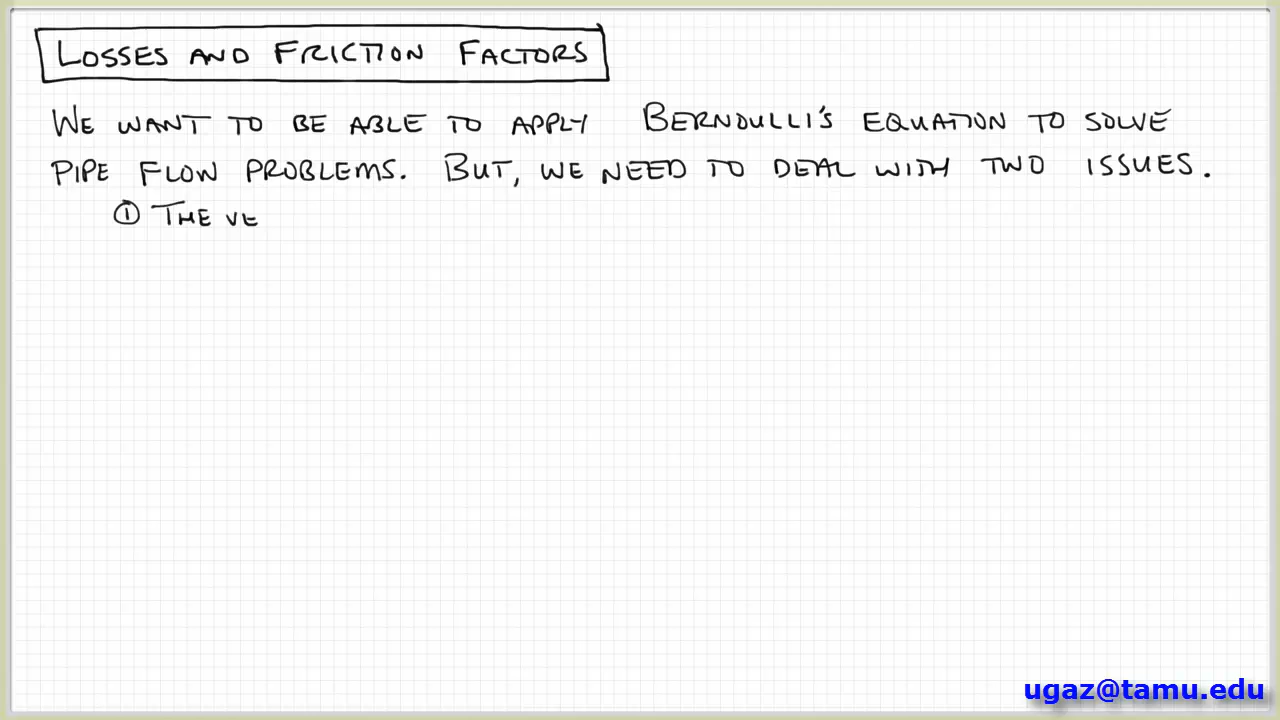 LOSSES AND FRICTION FACTORS
WE WANT TO BE ABLE TO APPLY BERNOULLI'S EQUATION TO SOLVE
PIPE FLOW PROBLEMS. BUT, WE NEED TO DEAL WITH TWO ISSUES.
① THE VE
ugaz@tamu.edu